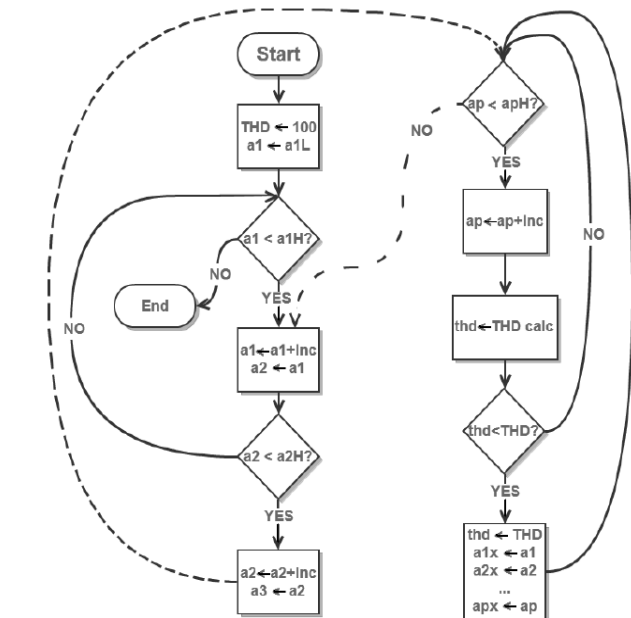 Start
THD ← 100
a1 ← a1L
a1 < a1H?
NO
End
YES
a1←a1+Inc
a2 ← a1
NO
a2 < a2H?
YES
a2←a2+Inc
a3 ← a2
ap < apH?
NO
YES
ap←ap+Inc
NO
thd←THD calc
thd<THD?
YES
thd ← THD
a1x ← a1
a2x ← a2
...
apx ← ap